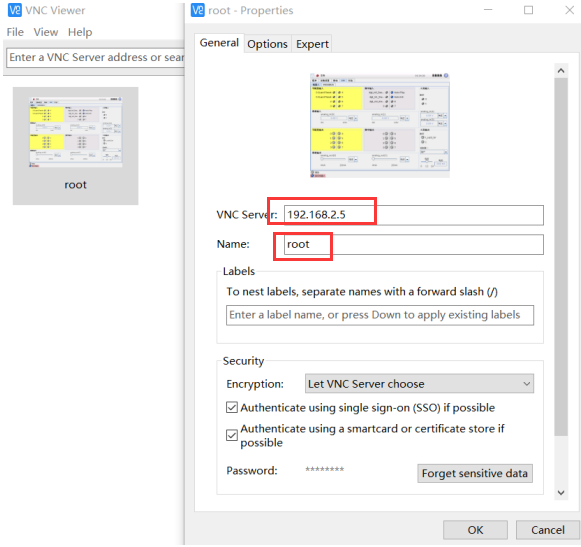 VNC Viewer
File View Help
Enter a VNC Server address or sear
root
root - Properties
General Options Expert
VNC Server: 192.168.2.5
Name: root
Labels
To nest labels, separate names with a forward slash (/)
Enter a label name, or press Down to apply existing labels
Security
Encryption: Let VNC Server choose
Authenticate using single sign-on (SSO) if possible
Authenticate using a smartcard or certificate store if
possible
Password: ********
Forget sensitive data
OK Cancel